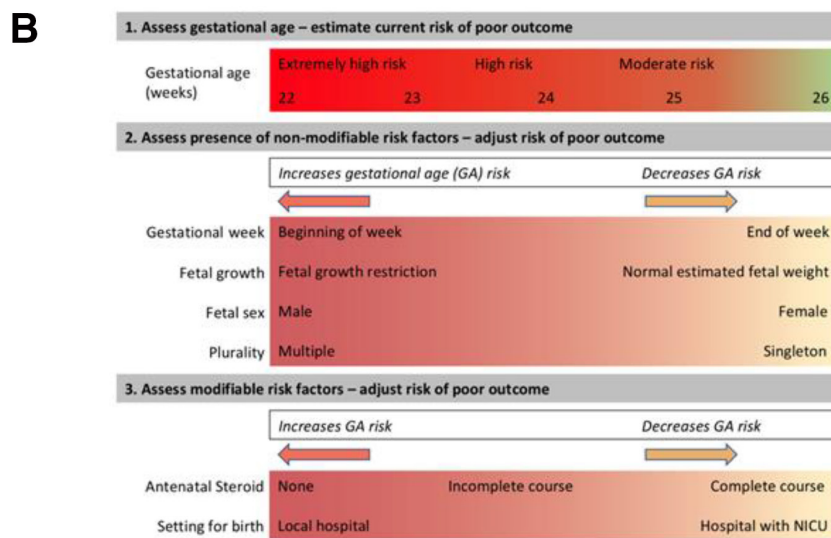 B
1. Assess gestational age – estimate current risk of poor outcome
Gestational age
(weeks)
Extremely high risk High risk Moderate risk
22 23 24 25 26
2. Assess presence of non-modifiable risk factors – adjust risk of poor outcome
Increases gestational age (GA) risk Decreases GA risk
Gestational week Beginning of week End of week
Fetal growth Fetal growth restriction Normal estimated fetal weight
Fetal sex Male Female
Plurality Multiple Singleton
3. Assess modifiable risk factors – adjust risk of poor outcome
Increases GA risk Decreases GA risk
Antenatal Steroid None Incomplete course Complete course
Setting for birth Local hospital Hospital with NICU